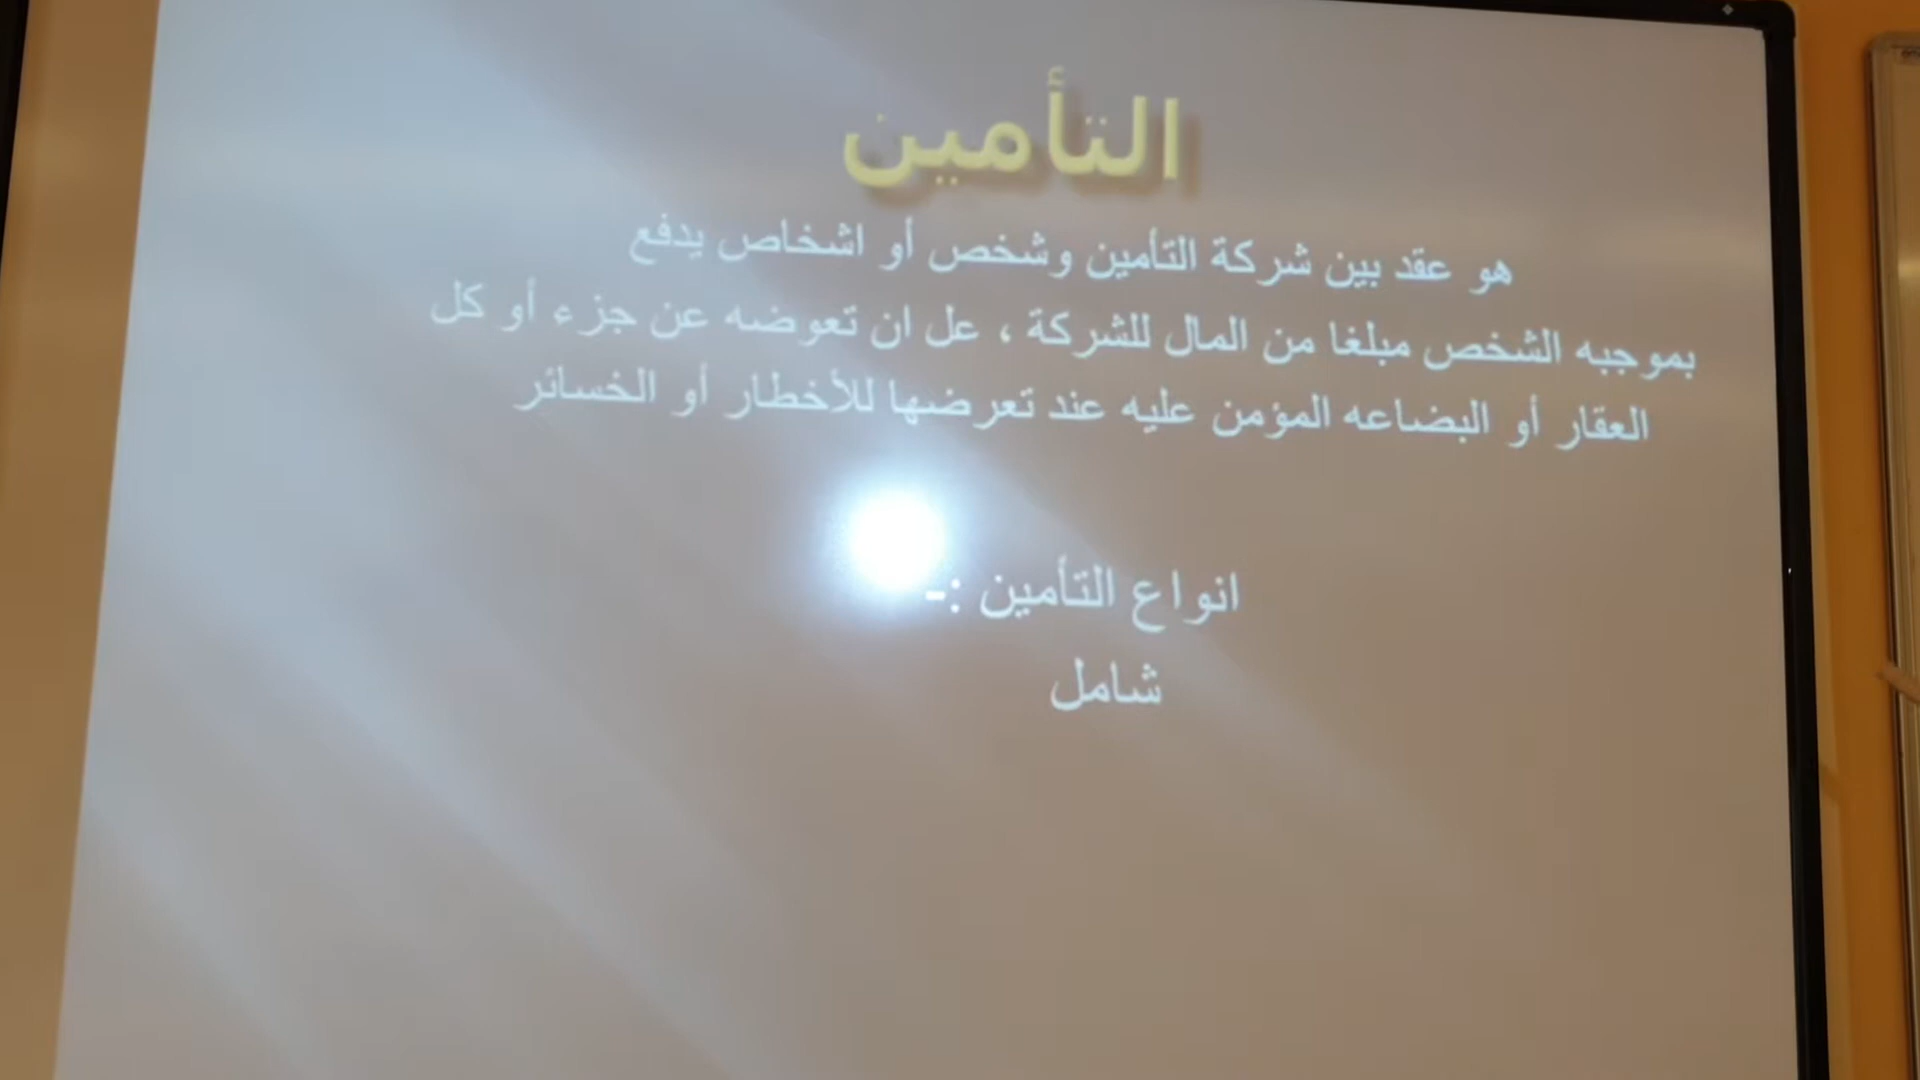 التأمين
هو عقد بين شركة التأمين وشخص أو اشخاص يدفع
بموجبه الشخص مبلغا من المال للشركة ، عل ان تعوضه عن جزء أو كل
العقار أو البضاعه المؤمن عليه عند تعرضها للأخطار أو الخسائر
انواع التأمين :-
شامل